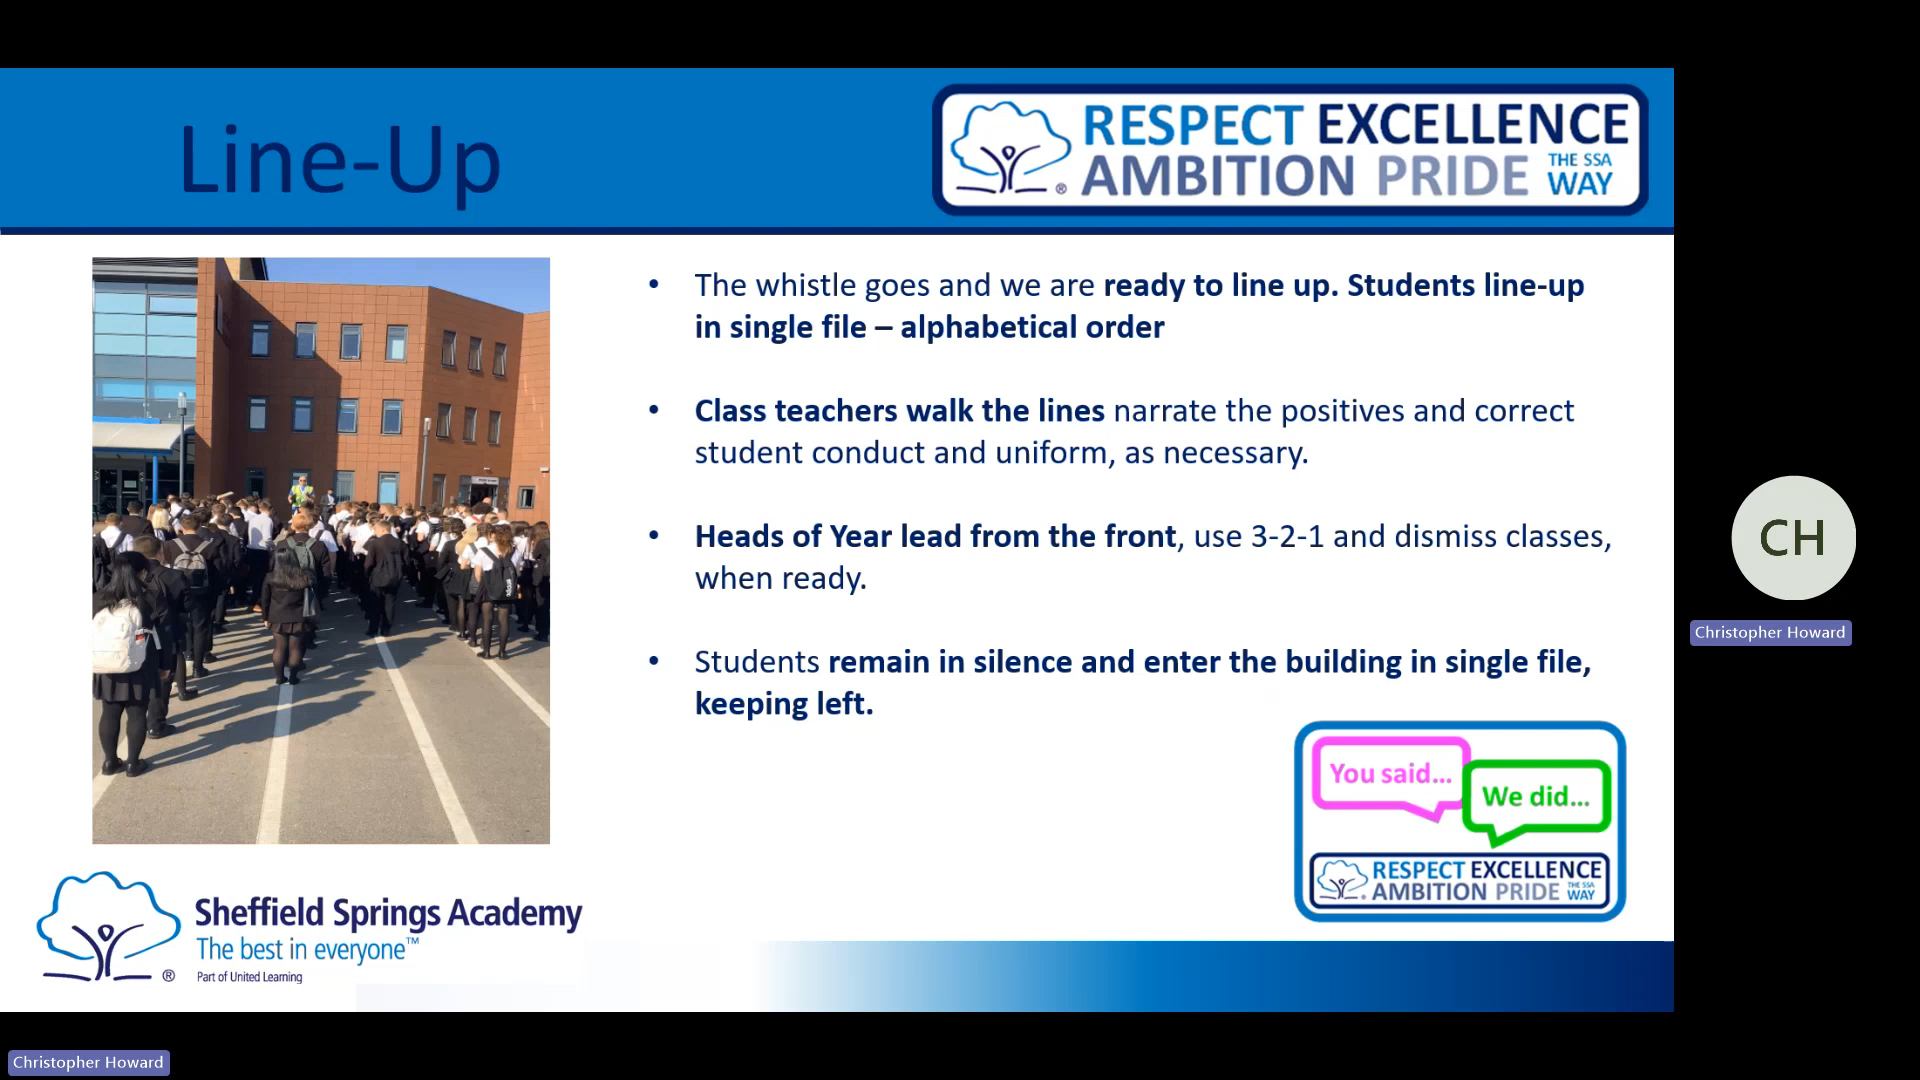 Line-Up
RESPECT EXCELLENCE
AMBITION PRIDE THE SSA WAY
®
• The whistle goes and we are ready to line up. Students line-up
in single file – alphabetical order
• Class teachers walk the lines narrate the positives and correct
student conduct and uniform, as necessary.
• Heads of Year lead from the front, use 3-2-1 and dismiss classes,
when ready.
• Students remain in silence and enter the building in single file,
keeping left.
You said...
We did...
RESPECT EXCELLENCE
AMBITION PRIDE THE SSA WAY
Sheffield Springs Academy
The best in everyone™
Part of United Learning
®
CH
Christopher Howard
Christopher Howard